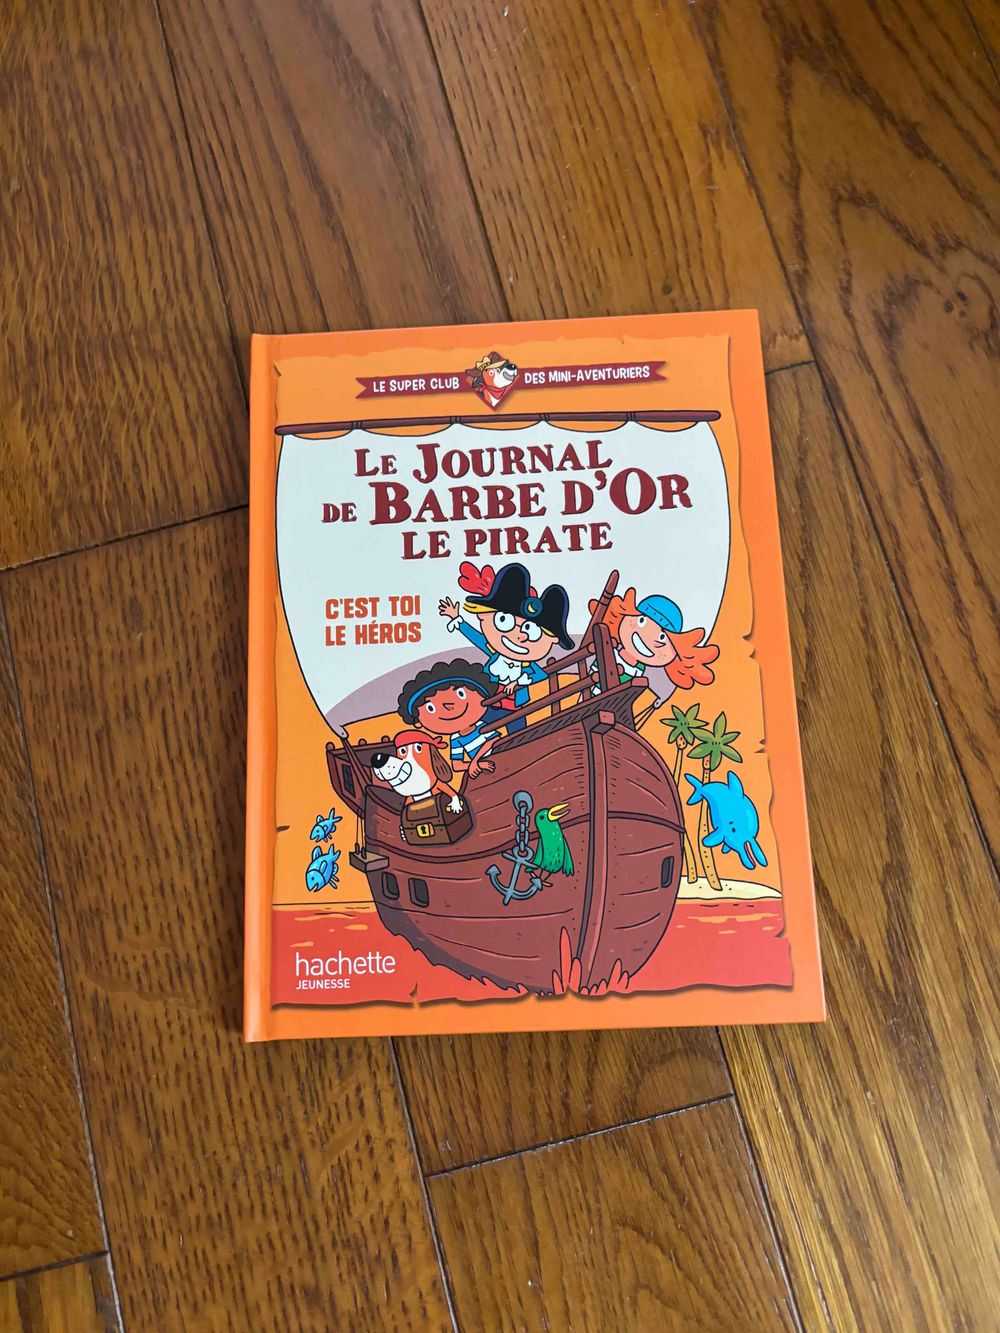 LE SUPER CLUB DES MINI-AVENTURIERS
LE JOURNAL
DE BARBE D'OR
LE PIRATE
C'EST TOI
LE HÉROS
hachette
JEUNESSE